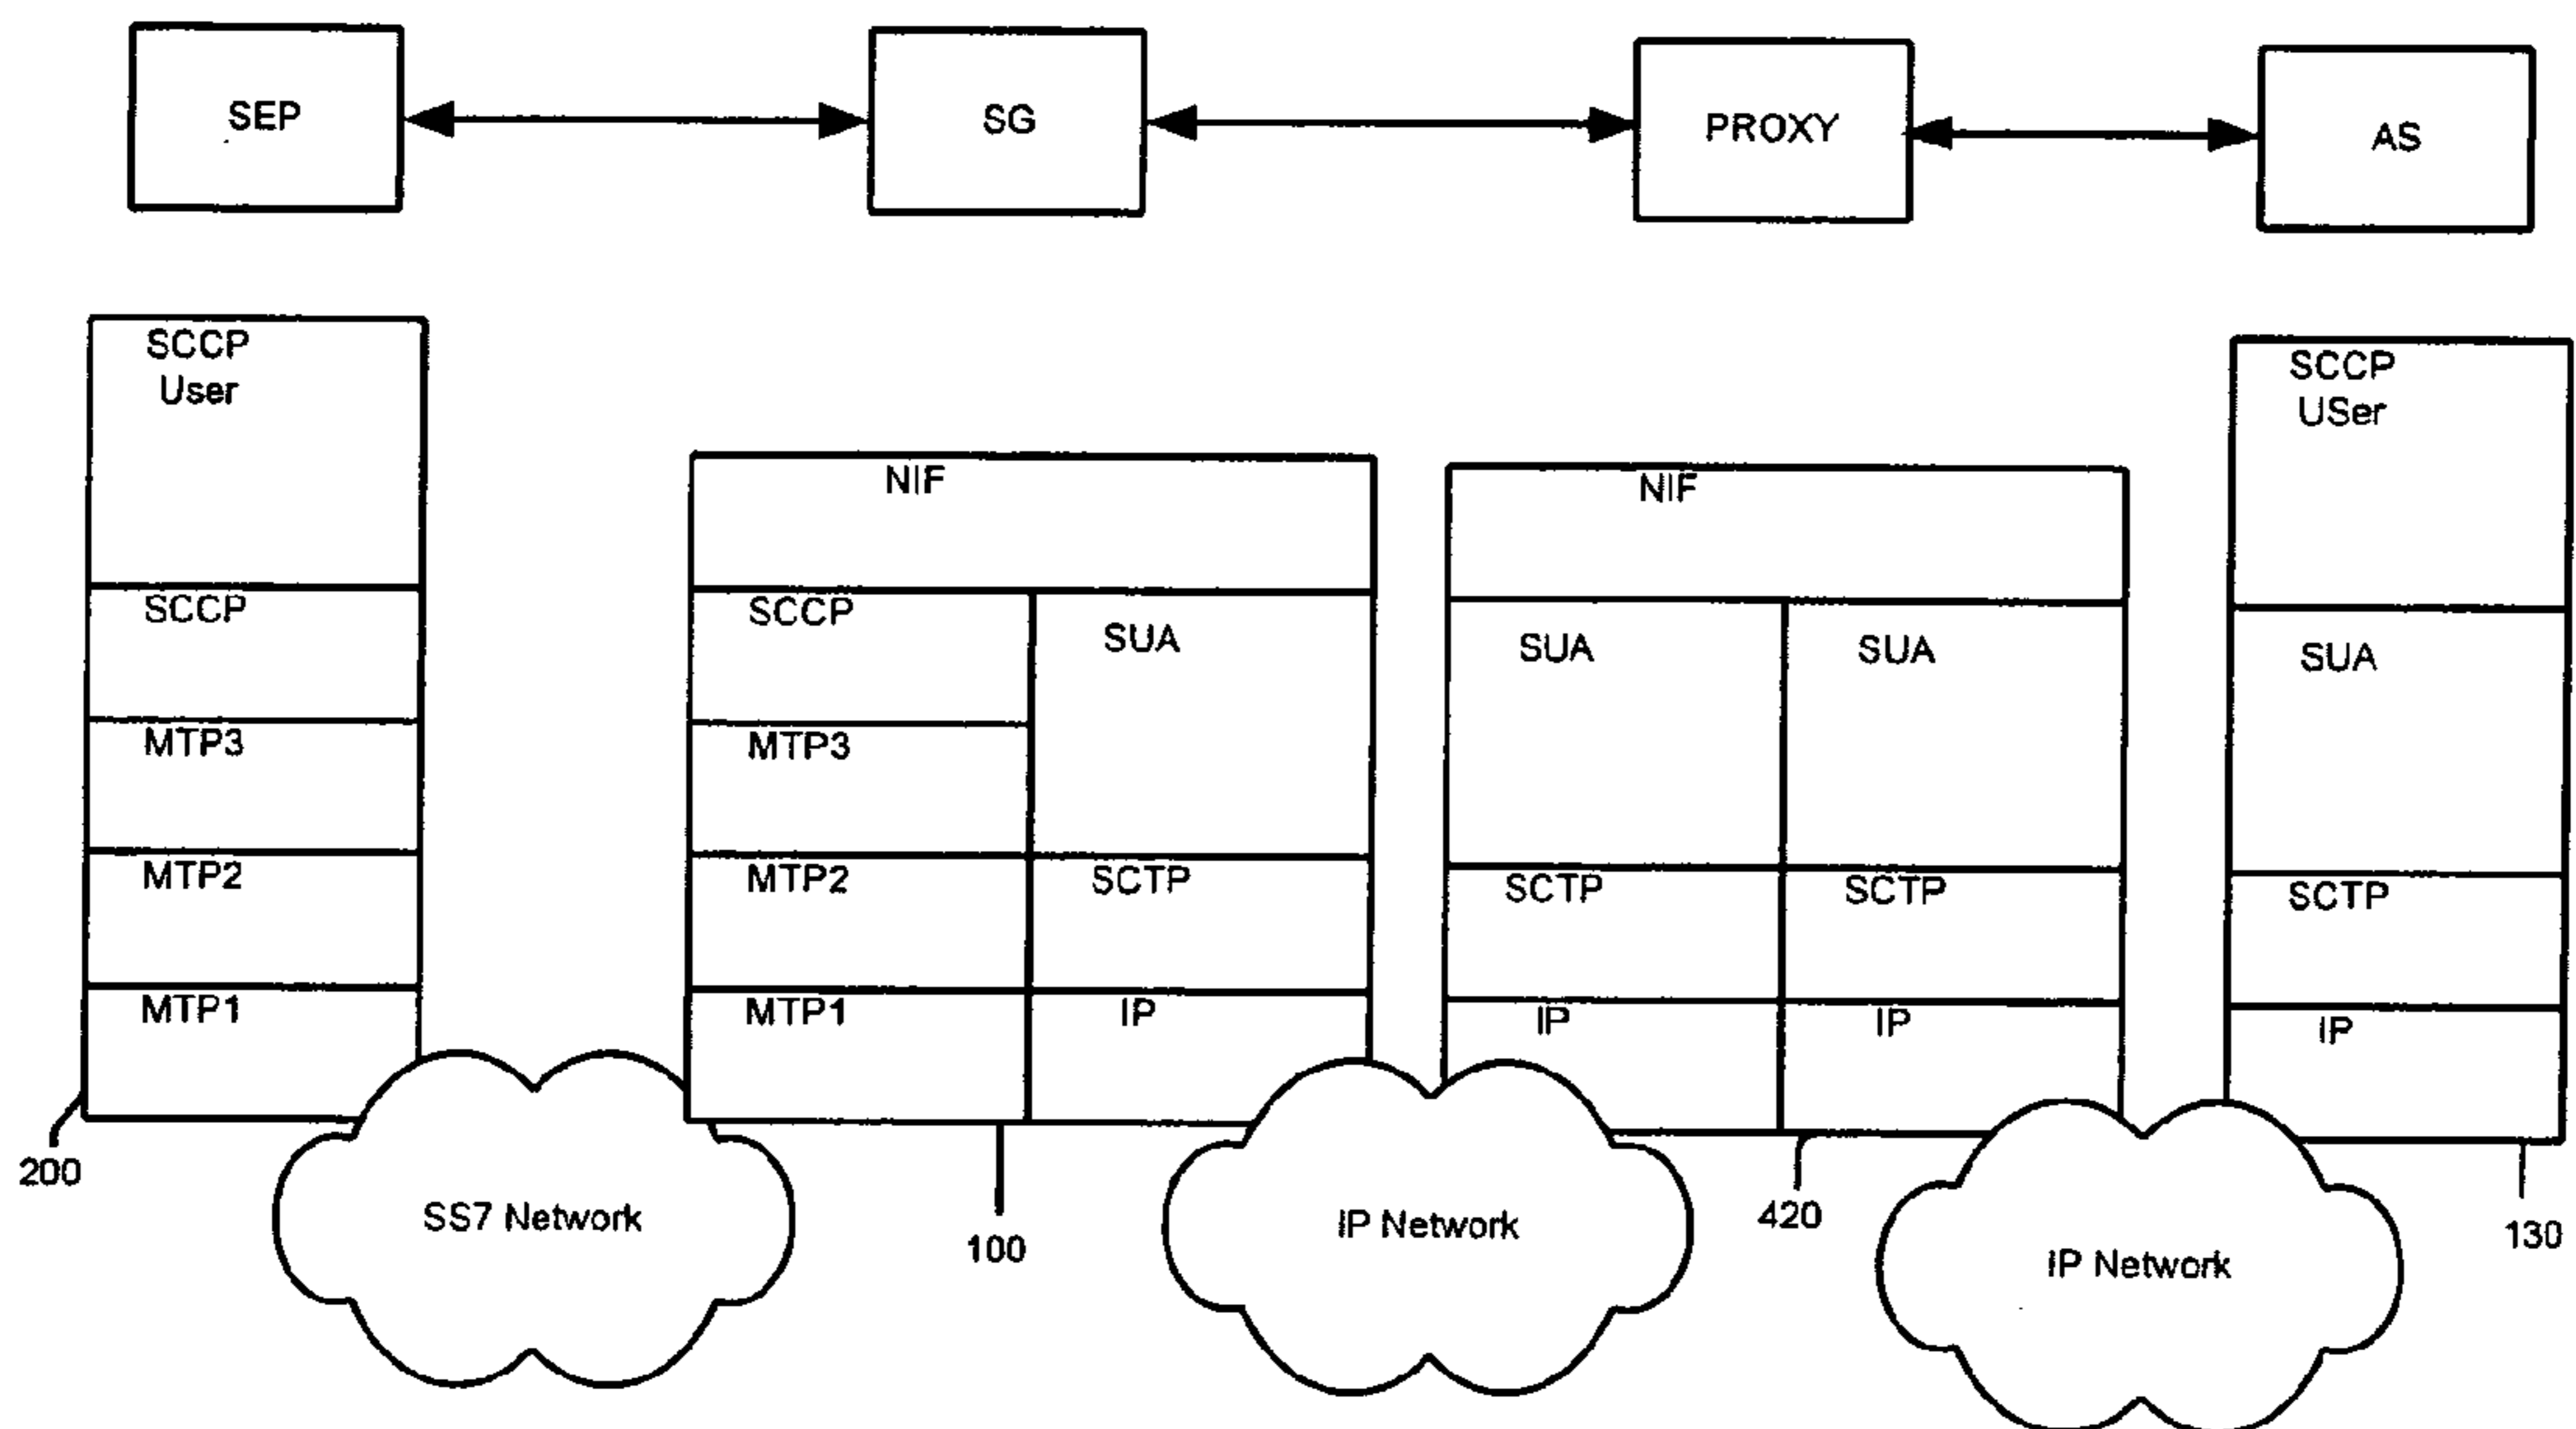 SEP
SG
PROXY
AS
SCCP
User
SCCP
MTP3
MTP2
MTP1
200
SS7 Network
NIF
SCCP
MTP3
MTP2
MTP1
SUA
SCTP
IP
100
IP Network
NIF
SUA
SCTP
IP
SUA
SCTP
IP
420
IP Network
SCCP
USer
SUA
SCTP
IP
130